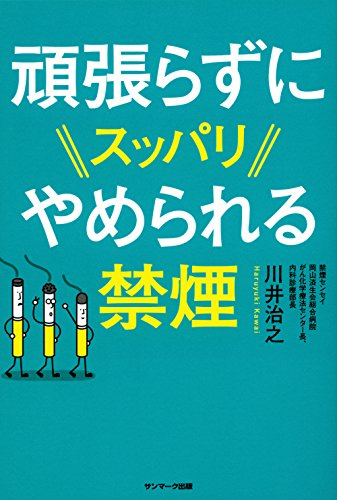 頑張らずに
スッパリ
やめられる
禁煙
禁煙センセイ
岡山済生会総合病院
がん化学療法センター長、
内科診療部長
川井治之
Haruyuki Kawai
サンマーク出版